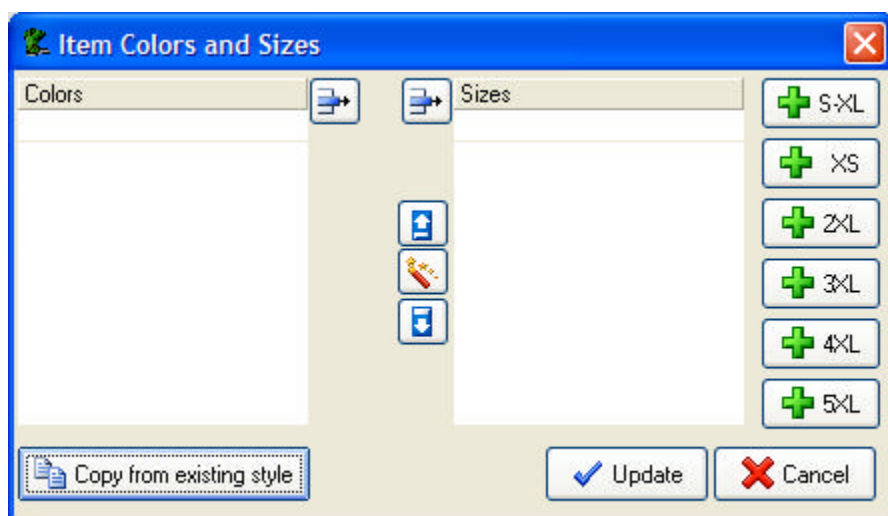 Item Colors and Sizes
Colors
Sizes
S-XL
XS
2XL
3XL
4XL
5XL
Copy from existing style
Update
Cancel